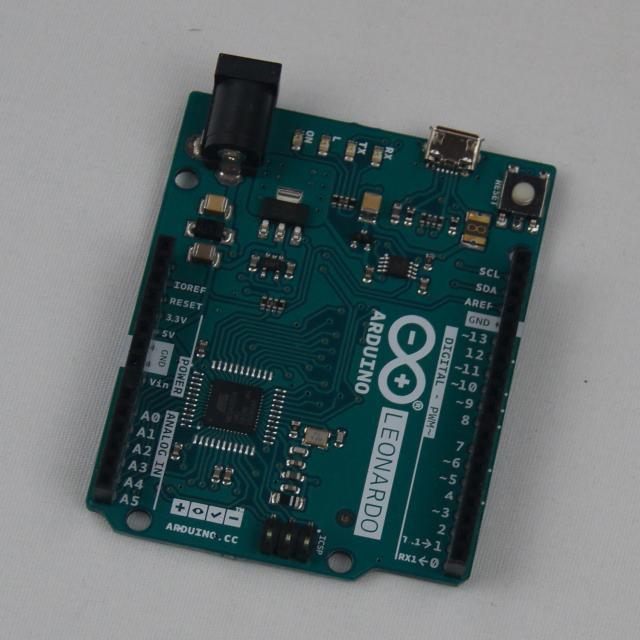 ON
L
TX
RX
RESET
SCL
SDA
AREF
GND
~13
12
~11
~10
~9
8
7
~6
~5
4
~3
2
→1
RX1←0
DIGITAL - PWM~
IOREF
RESET
3.3V
5V
GND
Vin
POWER
A0
A1
A2
A3
A4
A5
ANALOG IN
ARDUINO
LEONARDO
ICSP
ARDUINO.CC